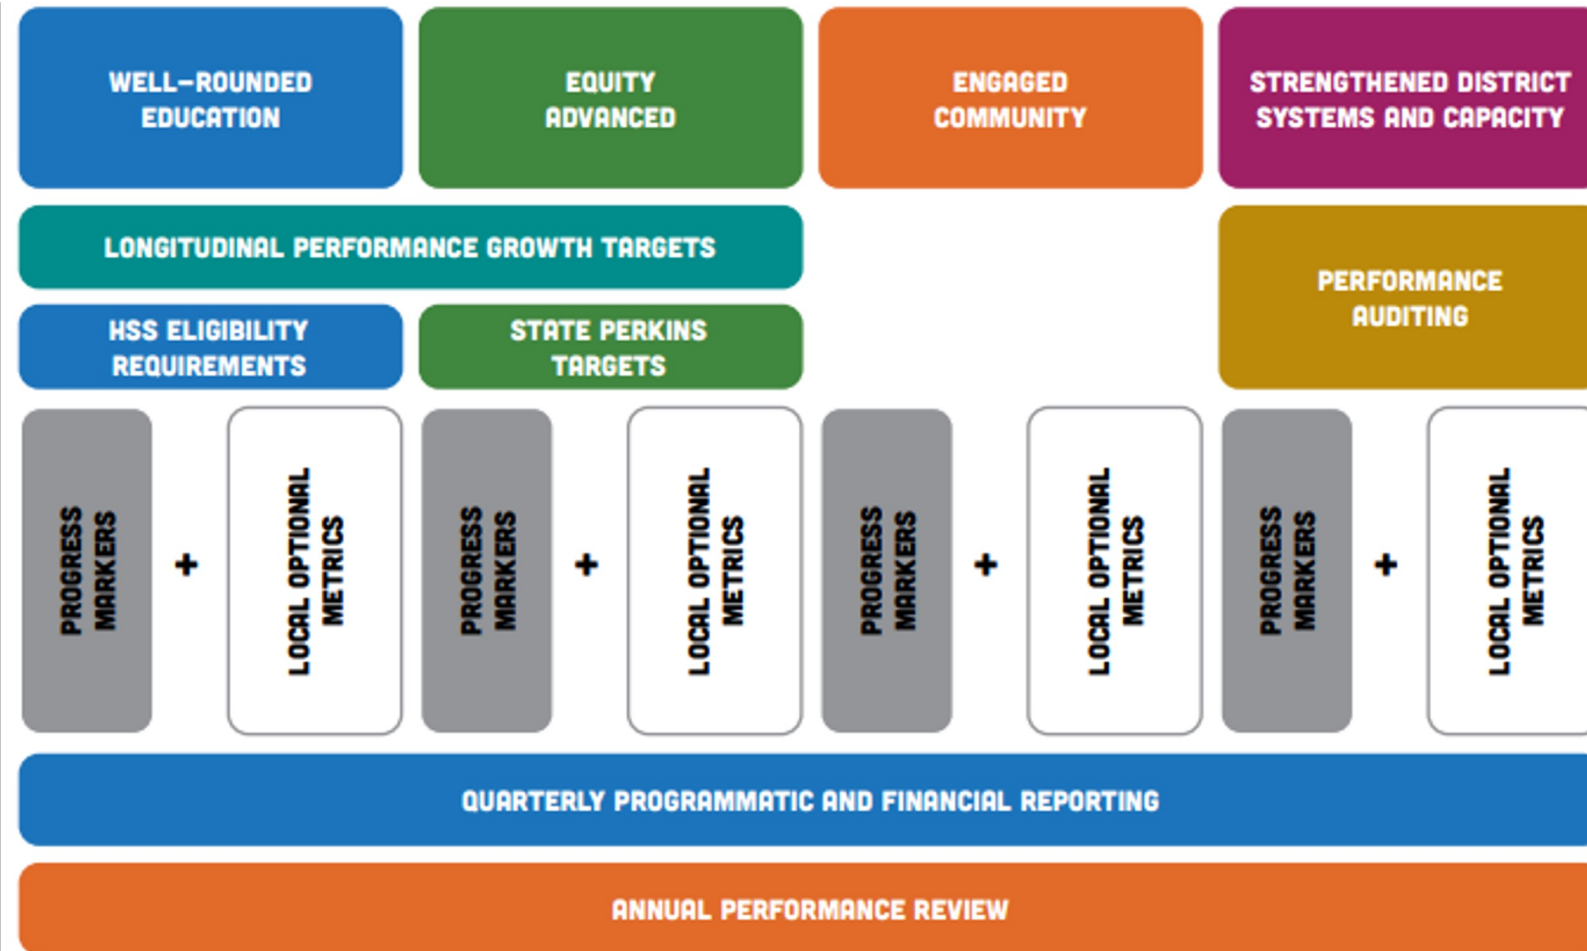 WELL–ROUNDED
EDUCATION
EQUITY
ADVANCED
ENGAGED
COMMUNITY
STRENGTHENED DISTRICT
SYSTEMS AND CAPACITY
LONGITUDINAL PERFORMANCE GROWTH TARGETS
PERFORMANCE
AUDITING
HSS ELIGIBILITY
REQUIREMENTS
STATE PERKINS
TARGETS
PROGRESS
MARKERS
+
LOCAL OPTIONAL
METRICS
PROGRESS
MARKERS
+
LOCAL OPTIONAL
METRICS
PROGRESS
MARKERS
+
LOCAL OPTIONAL
METRICS
PROGRESS
MARKERS
+
LOCAL OPTIONAL
METRICS
QUARTERLY PROGRAMMATIC AND FINANCIAL REPORTING
ANNUAL PERFORMANCE REVIEW